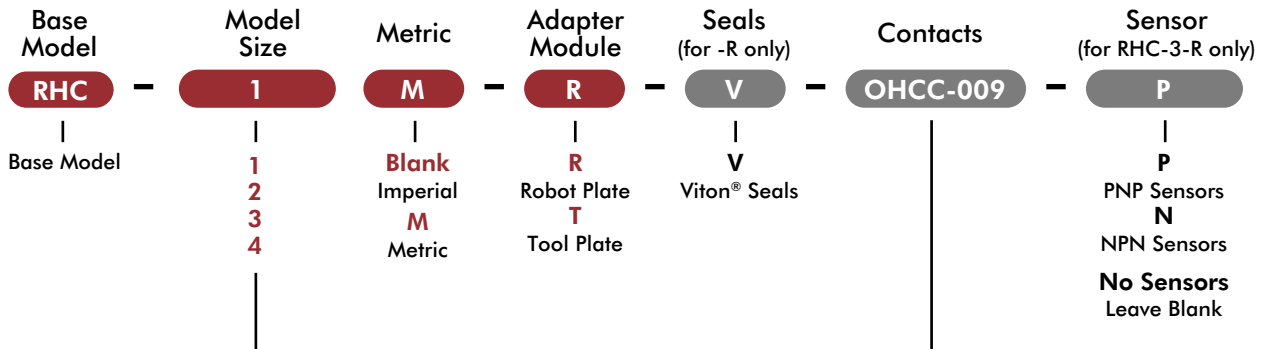 Base Model
Model Size
Metric
Adapter Module
Seals
(for -R only)
Contacts
Sensor
(for RHC-3-R only)
RHC – 1 M – R – V – OHCC-009 – P
Base Model
1
2
3
4
Blank
Imperial
M
Metric
R
Robot Plate
T
Tool Plate
V
Viton® Seals
P
PNP Sensors
N
NPN Sensors
No Sensors
Leave Blank